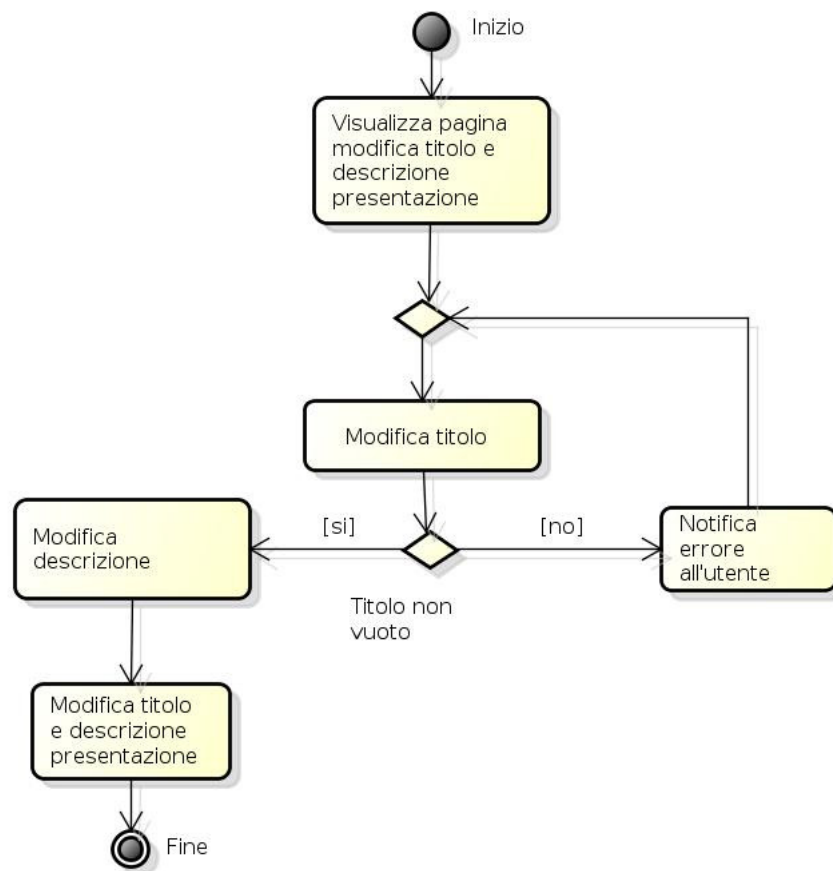 Inizio
Visualizza pagina
modifica titolo e
descrizione
presentazione
Modifica titolo
[si]
[no]
Modifica
descrizione
Notifica
errore
all'utente
Titolo non
vuoto
Modifica titolo
e descrizione
presentazione
Fine